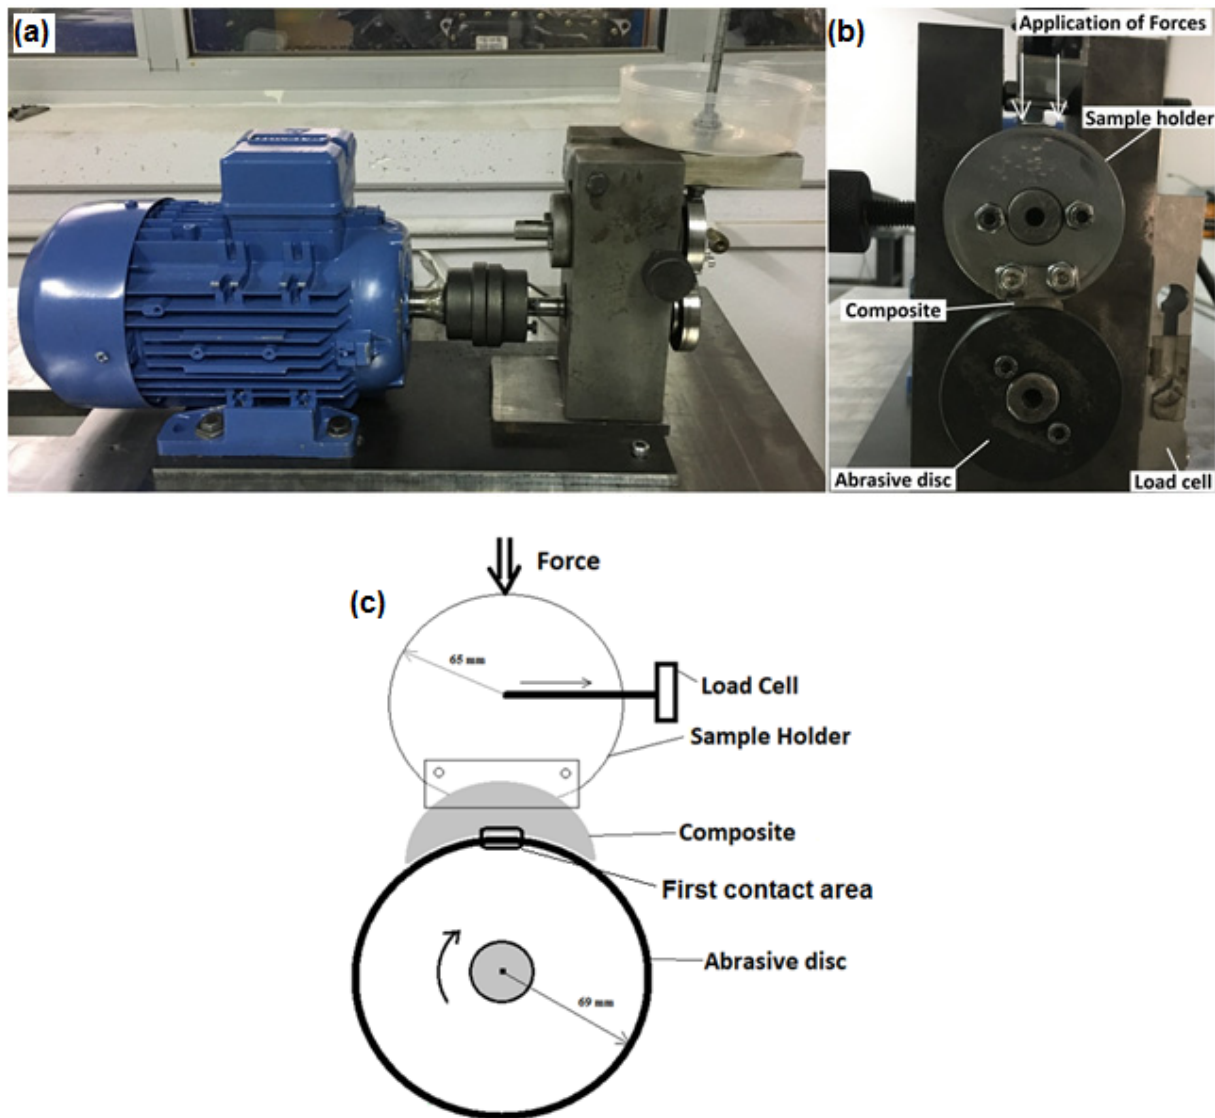 (a)
(b)
Application of Forces
Sample holder
Composite
Abrasive disc
Load cell
(c)
Force
65 mm
Load Cell
Sample Holder
Composite
First contact area
Abrasive disc
69 mm